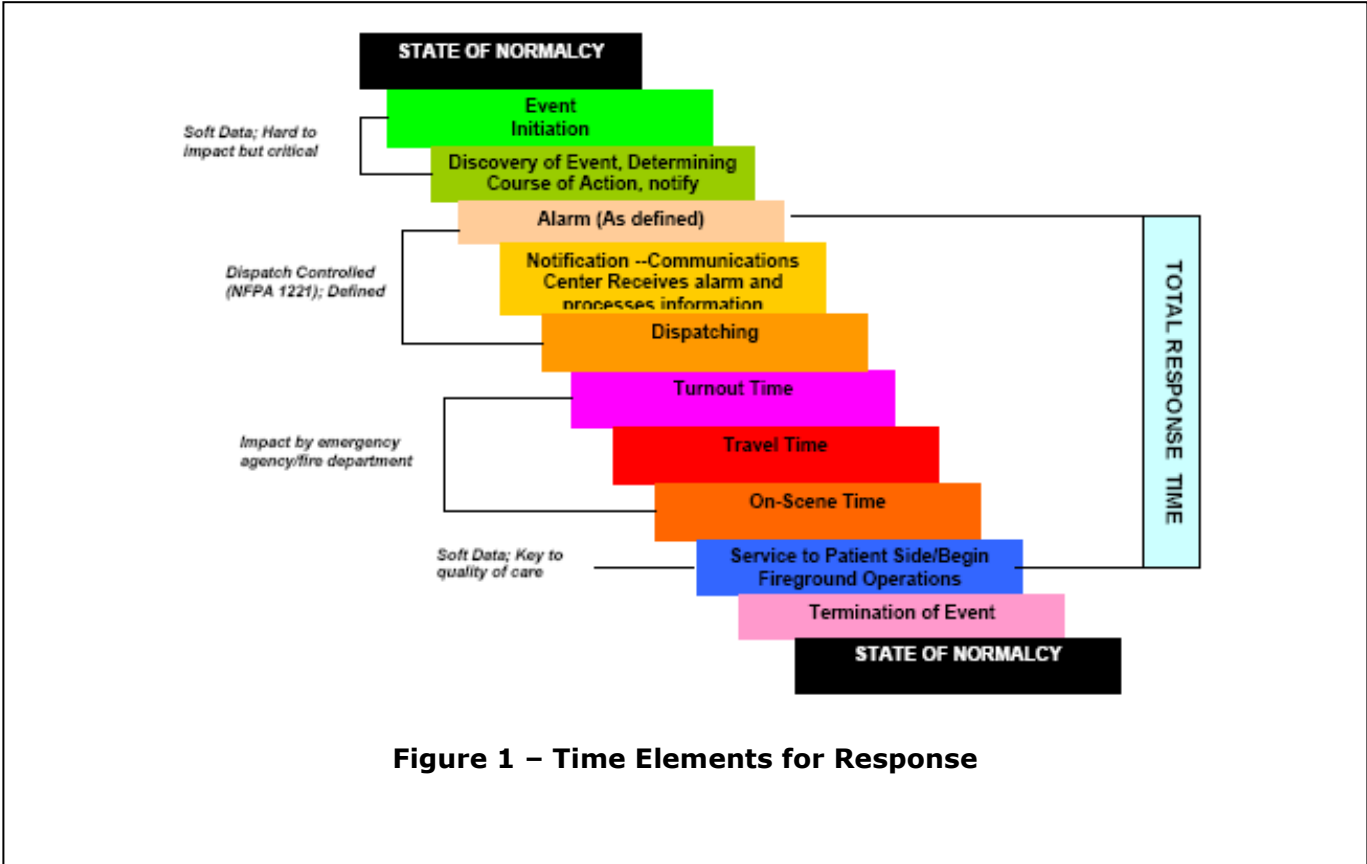 STATE OF NORMALCY
Event
Initiation
Soft Data; Hard to
impact but critical
Discovery of Event, Determining
Course of Action, notify
Alarm (As defined)
Notification --Communications
Center Receives alarm and
processes information
Dispatch Controlled
(NFPA 1221); Defined
Dispatching
Turnout Time
Impact by emergency
agency/fire department
Travel Time
On-Scene Time
Soft Data; Key to
quality of care
Service to Patient Side/Begin
Fireground Operations
Termination of Event
STATE OF NORMALCY
TOTAL RESPONSE TIME
Figure 1 – Time Elements for Response